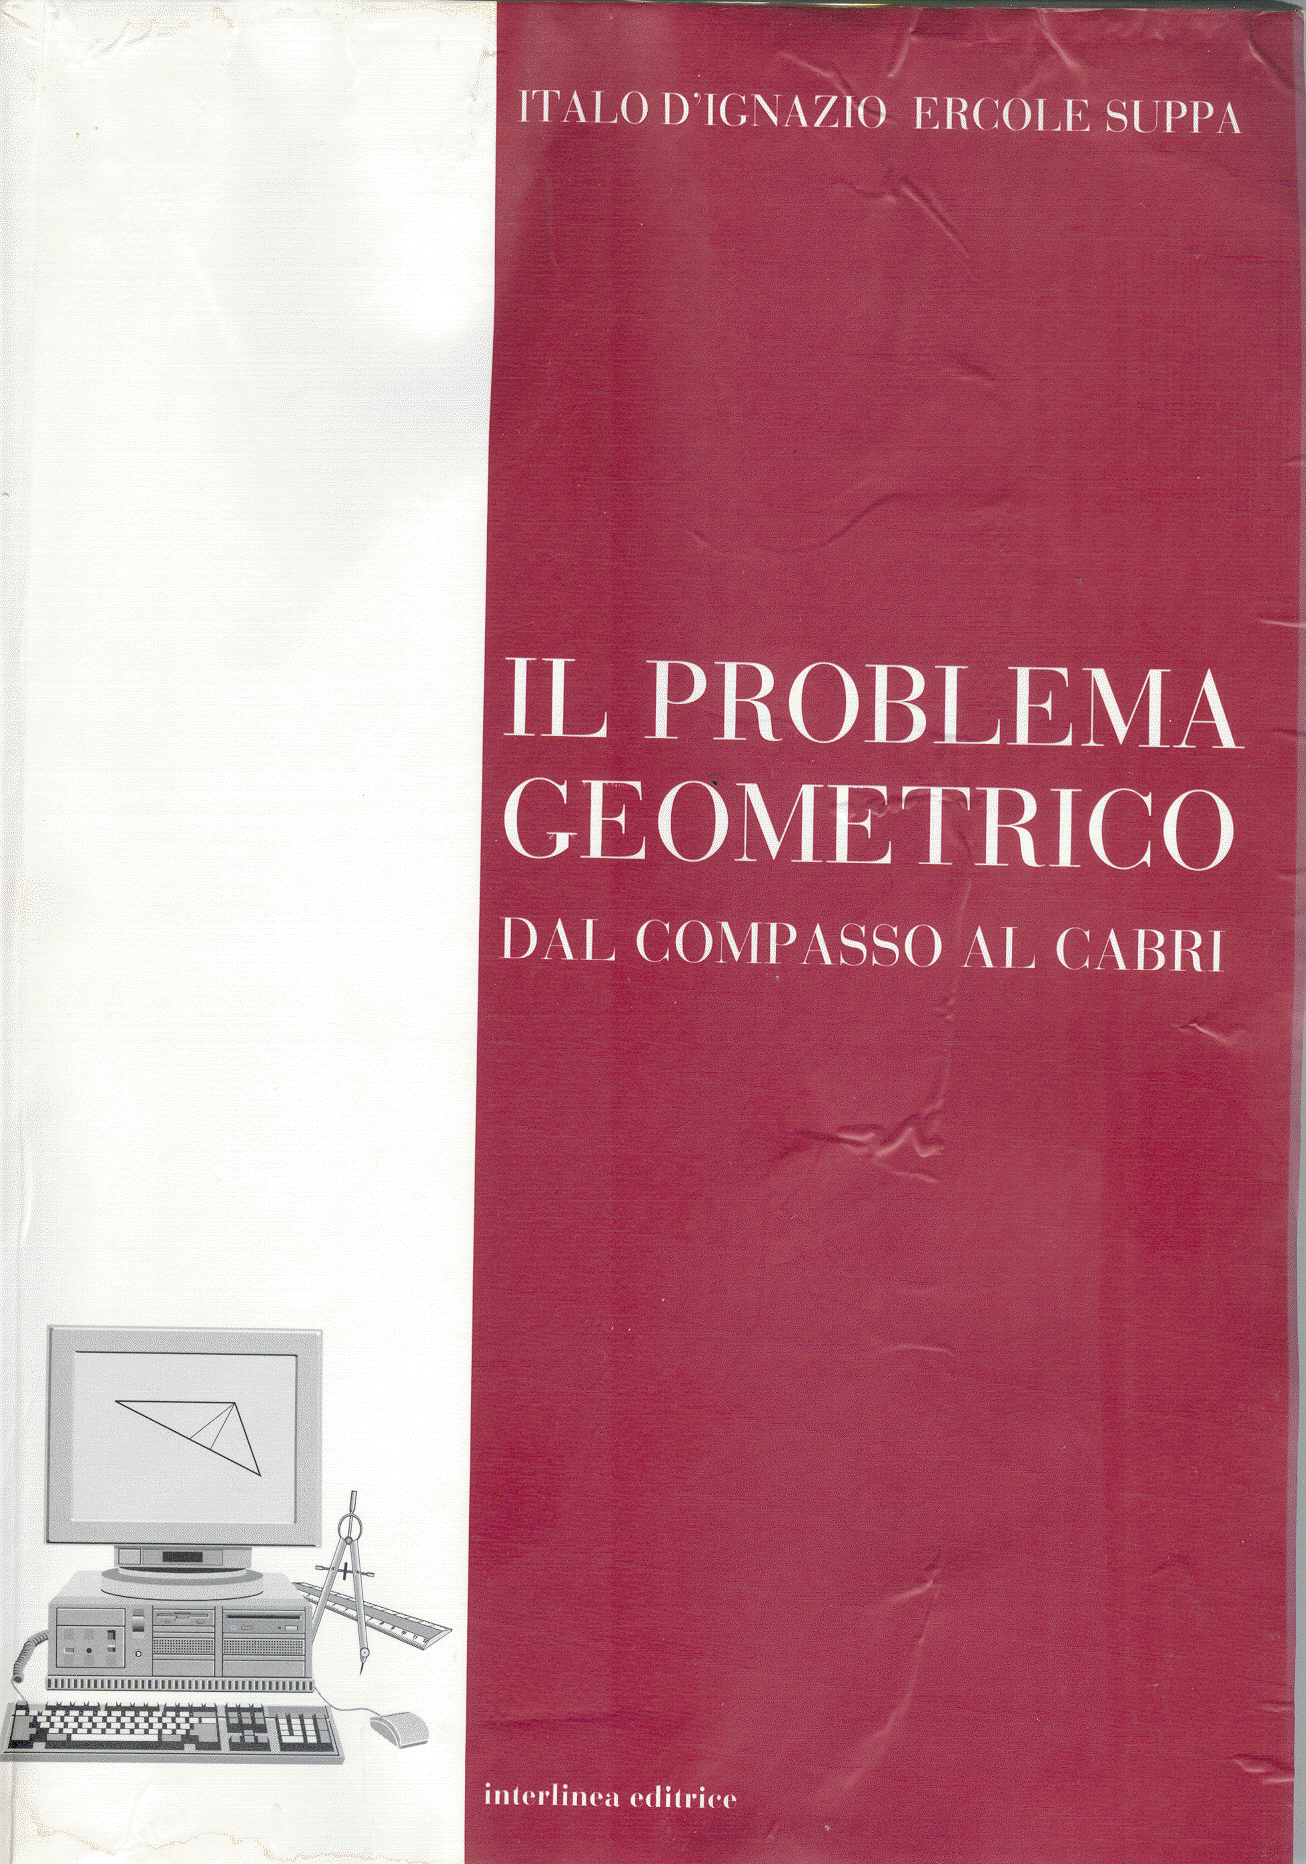 ITALO D'IGNAZIO ERCOLE SUPPA
IL PROBLEMA
GEOMETRICO
DAL COMPASSO AL CABRI
interlinea editrice